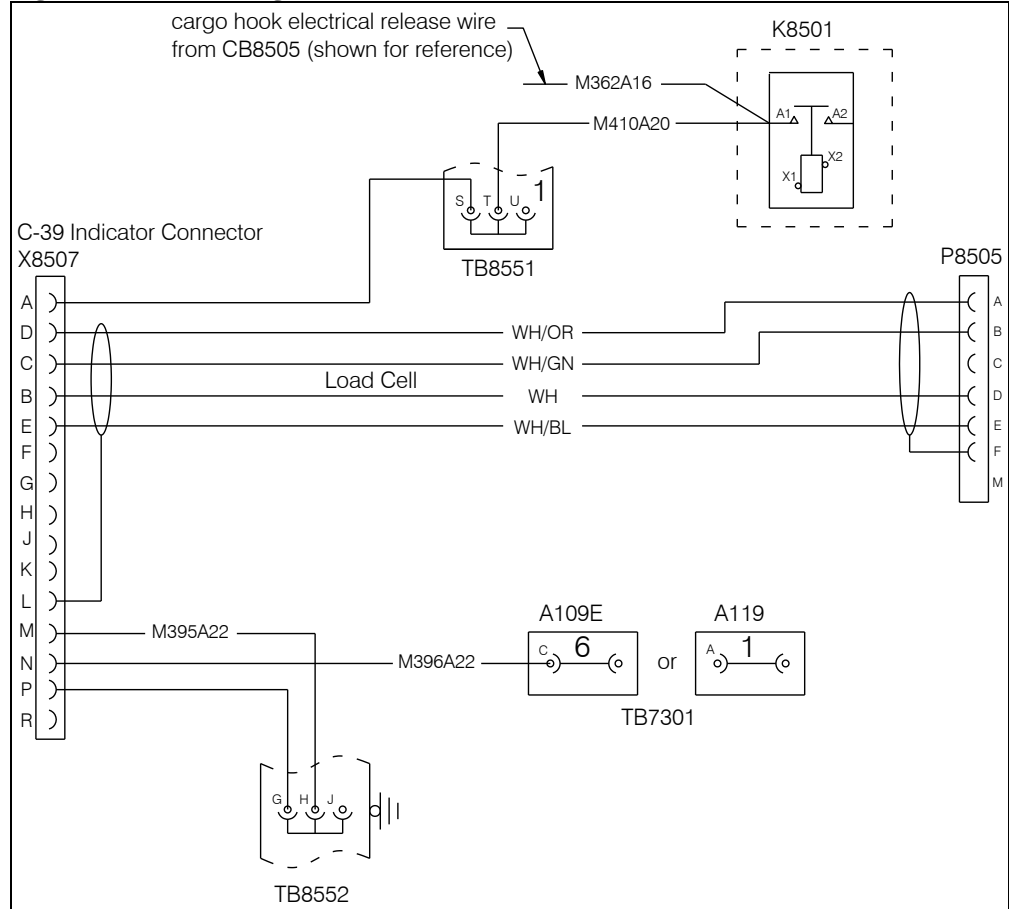 cargo hook electrical release wire
from CB8505 (shown for reference)
K8501
M362A16
M410A20
A1
A2
X1
X2
S
T
U
1
TB8551
C-39 Indicator Connector
X8507
P8505
A
D
C
B
E
F
G
H
J
K
L
M
N
P
R
WH/OR
WH/GN
Load Cell
WH
WH/BL
A
B
C
D
E
F
M
M395A22
M396A22
A109E
C
6
or
A119
A
1
TB7301
G
H
J
TB8552